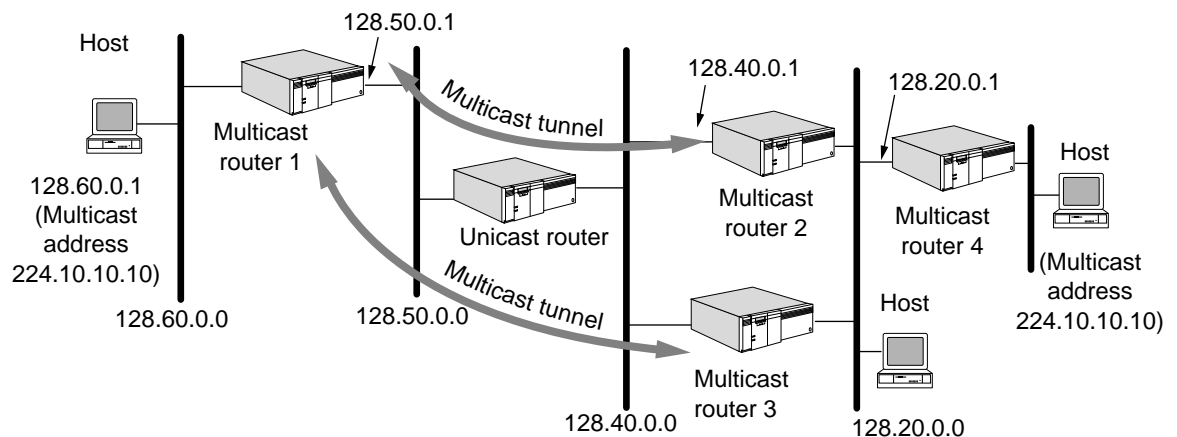 Host
128.50.0.1
128.40.0.1
128.20.0.1
Multicast tunnel
Multicast
router 1
128.60.0.1
(Multicast
address
224.10.10.10)
Unicast router
Multicast
router 2
Multicast
router 4
Host
(Multicast
address
224.10.10.10)
Multicast tunnel
Host
128.60.0.0
128.50.0.0
Multicast
router 3
128.40.0.0
128.20.0.0